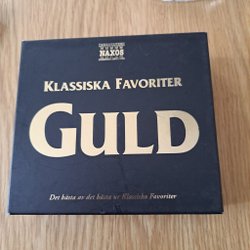 NAXOS
KLASSISKA FAVORITER
GULD
Det bästa av det bästa ur Klassiska Favoriter